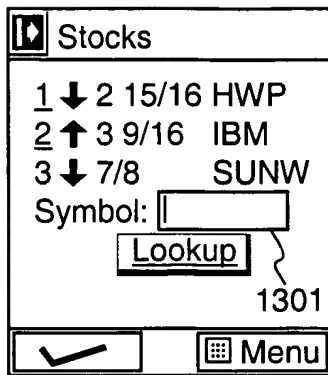 Stocks
1 ↓ 2 15/16 HWP
2 ↑ 3 9/16 IBM
3 ↓ 7/8 SUNW
Symbol:
Lookup
1301
Menu